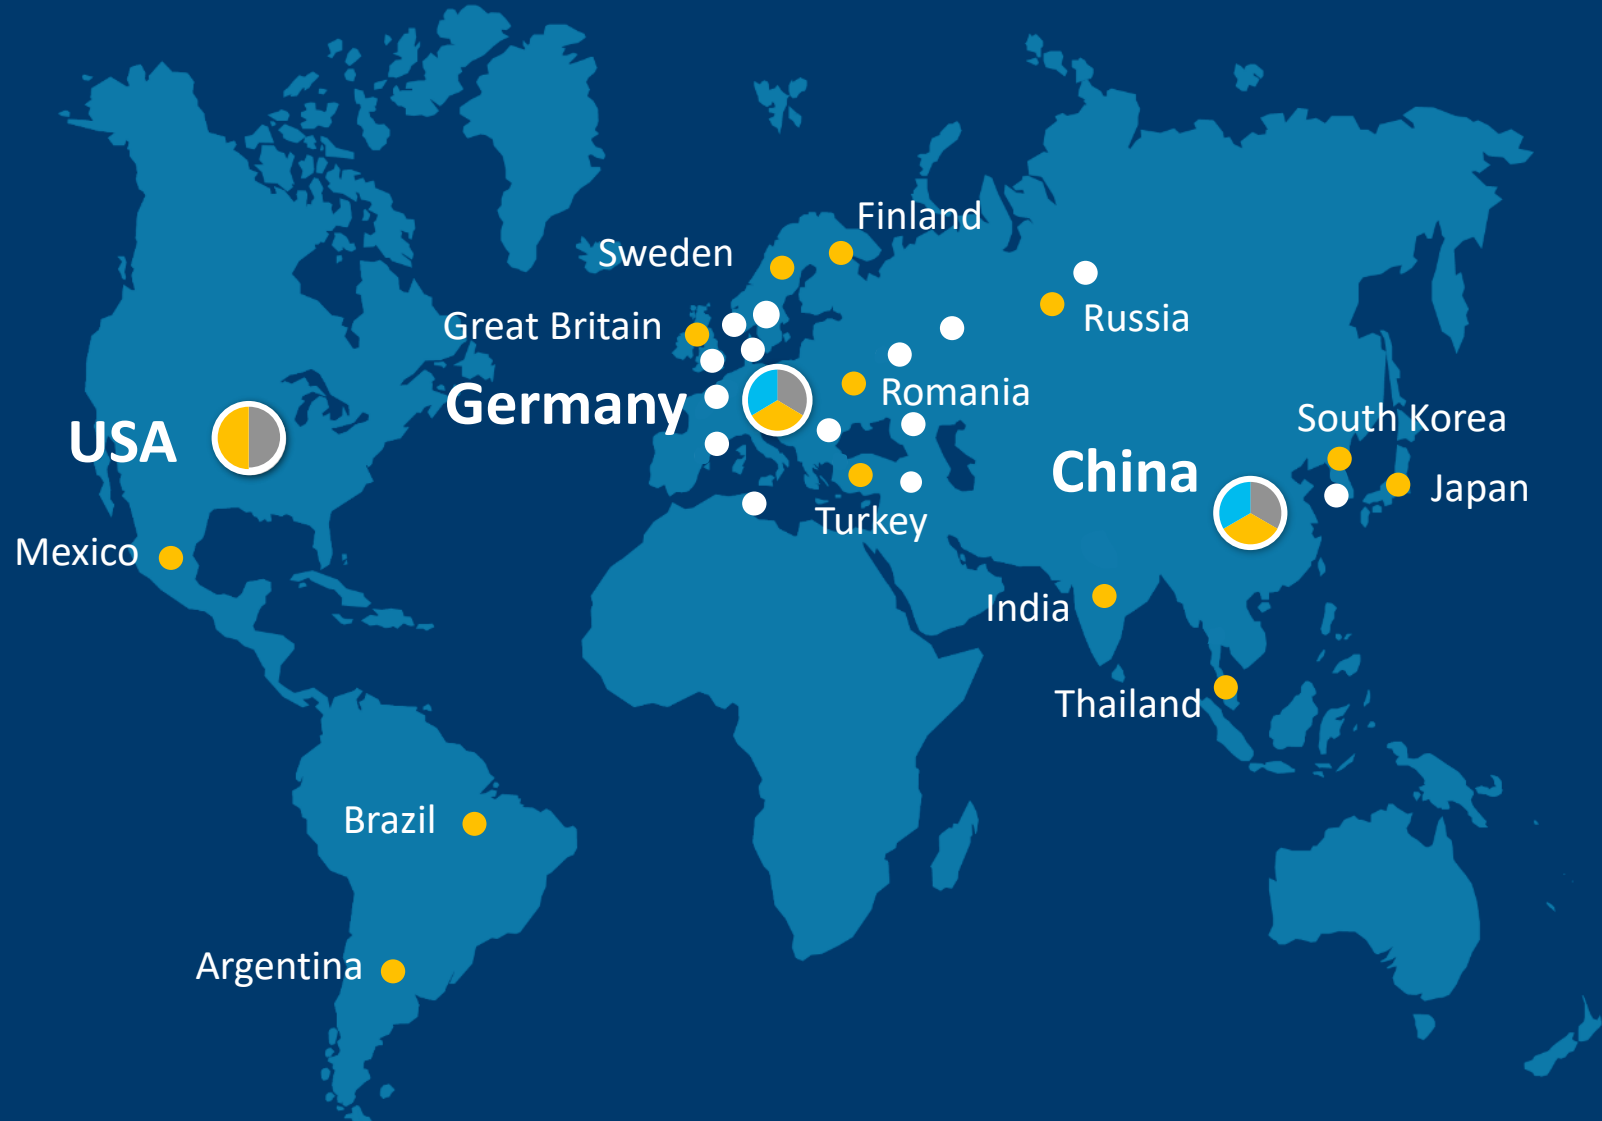 Finland
Sweden
Great Britain
Russia
Germany
Romania
USA
South Korea
China
Japan
Turkey
Mexico
India
Thailand
Brazil
Argentina